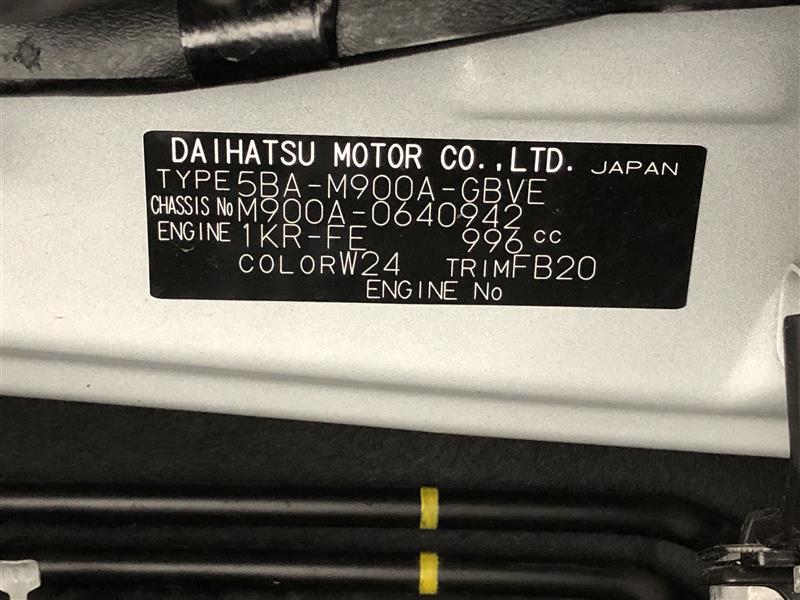 DAIHATSU MOTOR CO.,LTD. JAPAN
TYPE 5BA-M900A-GBVE
CHASSIS No M900A-0640942
ENGINE 1KR-FE 996 cc
COLOR W24 TRIM FB20
ENGINE No